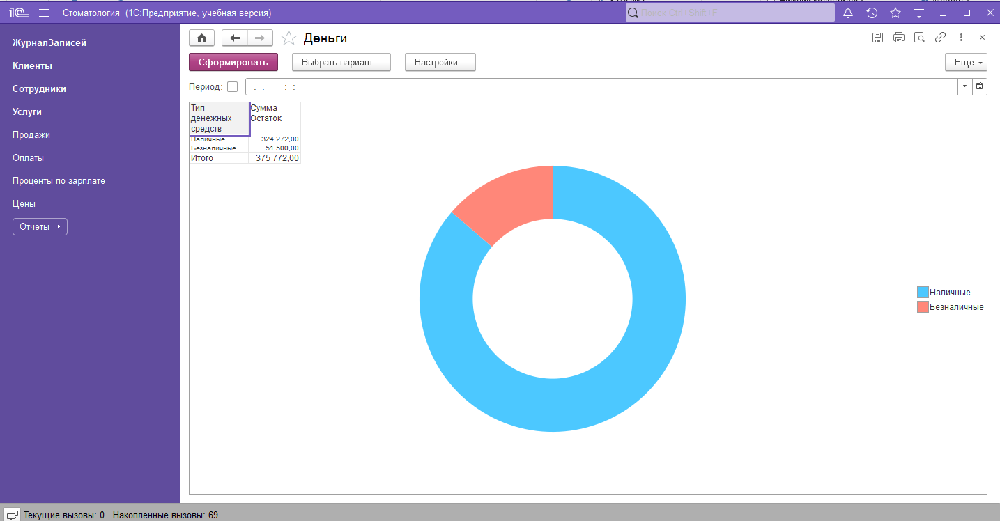 1С Стоматология (1С:Предприятие, учебная версия)
Поиск Ctrl+Shift+F
ЖурналЗаписей
Клиенты
Сотрудники
Услуги
Продажи
Оплаты
Проценты по зарплате
Цены
Отчеты
Деньги
Сформировать
Выбрать вариант...
Настройки...
Еще
Период:
. . : :
Тип
денежных
средств
Сумма
Остаток
Наличные 324 272,00
Безналичные 51 500,00
Итого 375 772,00
Наличные
Безналичные
Текущие вызовы: 0 Накопленные вызовы: 69